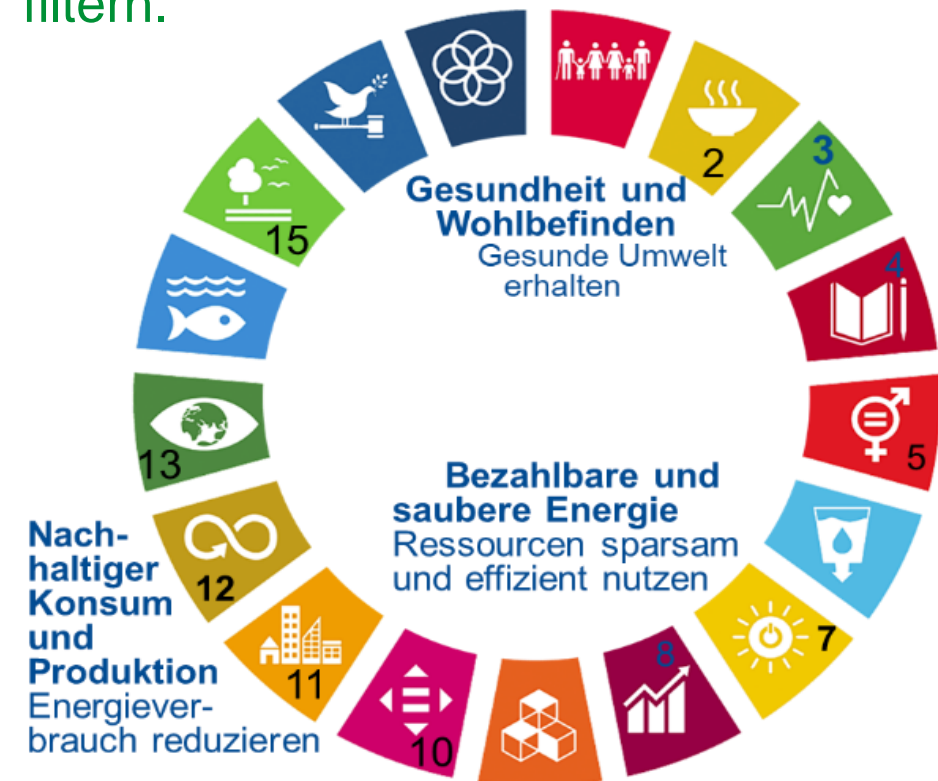 filtern.
2
3
Gesundheit und
Wohlbefinden
Gesunde Umwelt
erhalten
15
4
5
13
Bezahlbare und
saubere Energie
Ressourcen sparsam
und effizient nutzen
Nach-
haltiger
Konsum
und
Produktion
Energiever-
brauch reduzieren
12
7
11
8
10